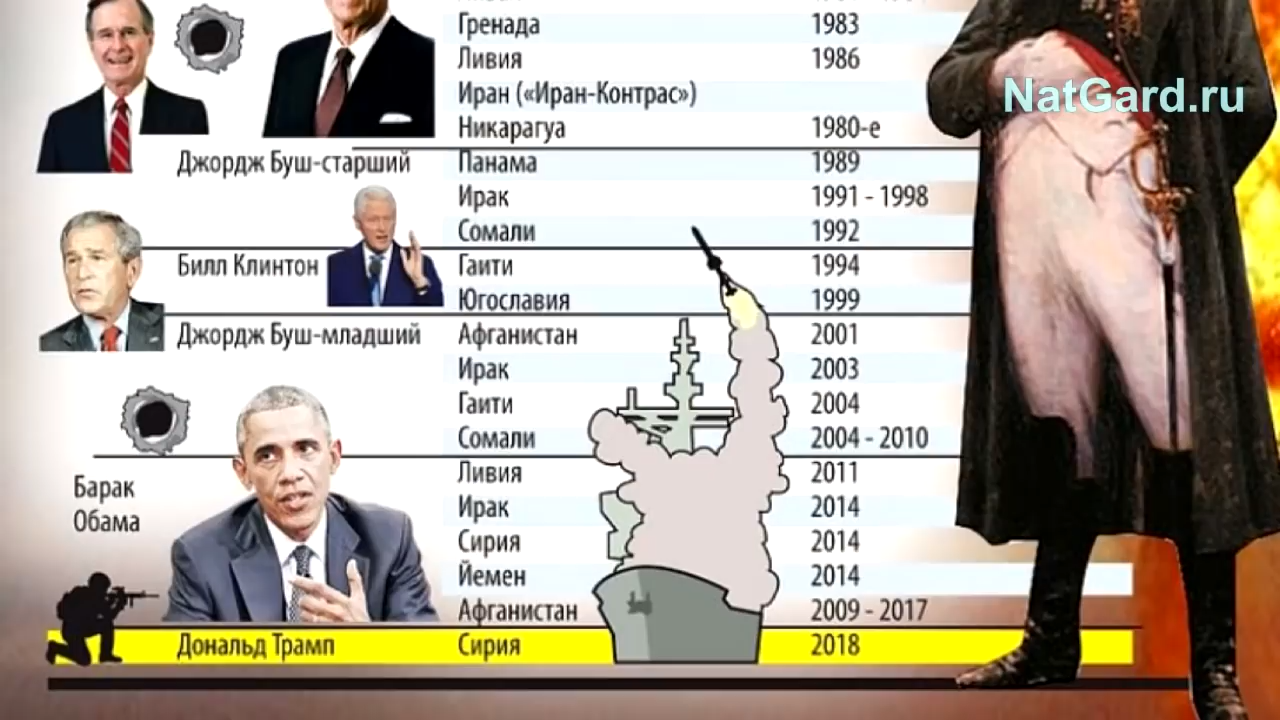 Гренада 1983
Ливия 1986
NatGard.ru
Иран («Иран-Контрас»)
Никарагуа 1980-е
Джордж Буш-старший Панама 1989
Ирак 1991 - 1998
Сомали 1992
Билл Клинтон Гаити 1994
Югославия 1999
Джордж Буш-младший Афганистан 2001
Ирак 2003
Гаити 2004
Сомали 2004 - 2010
Ливия 2011
Барак
Обама
Ирак 2014
Сирия 2014
Йемен 2014
Афганистан 2009 - 2017
Дональд Трамп Сирия 2018